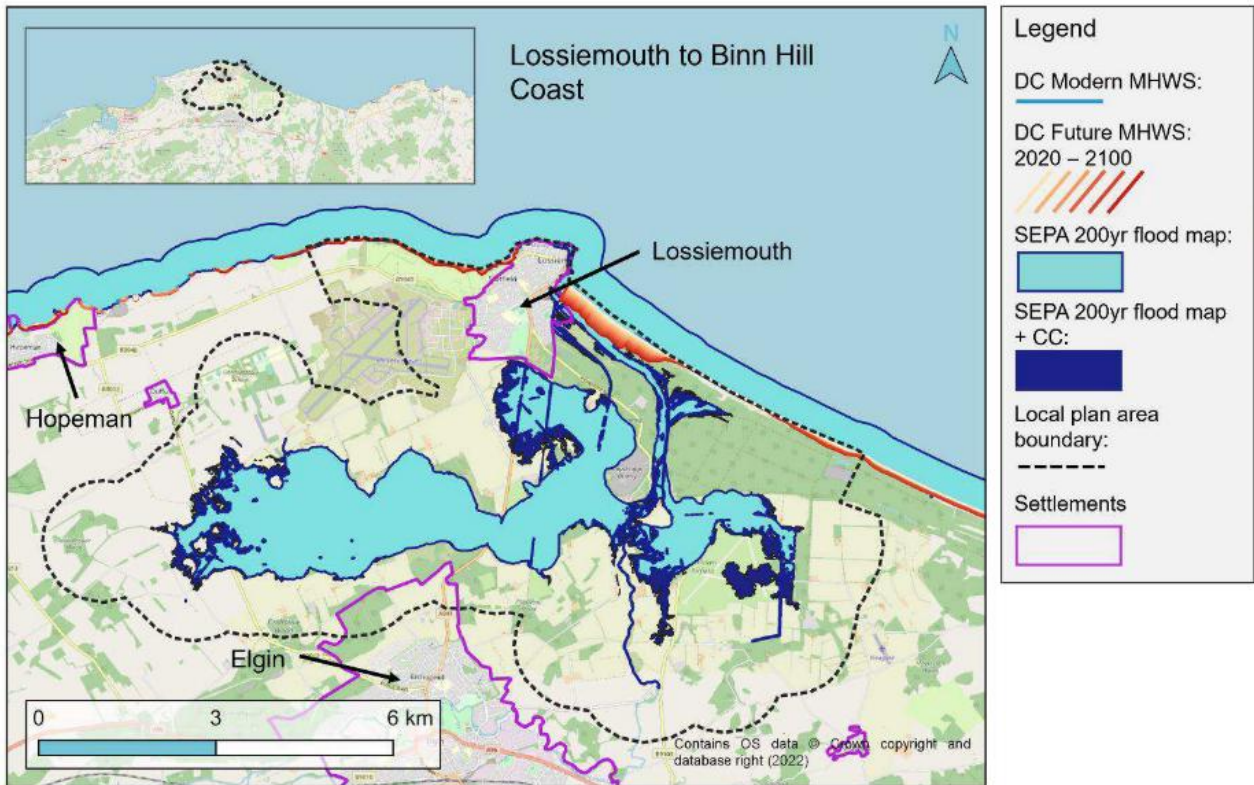 Lossiemouth to Binn Hill
Coast
N
Lossiemouth
Hopeman
Elgin
0 3 6 km
Contains OS data @ Crown copyright and
database right (2022)
Legend
DC Modern MHWS:
DC Future MHWS:
2020 – 2100
SEPA 200yr flood map:
SEPA 200yr flood map
+ CC:
Local plan area
boundary:
Settlements